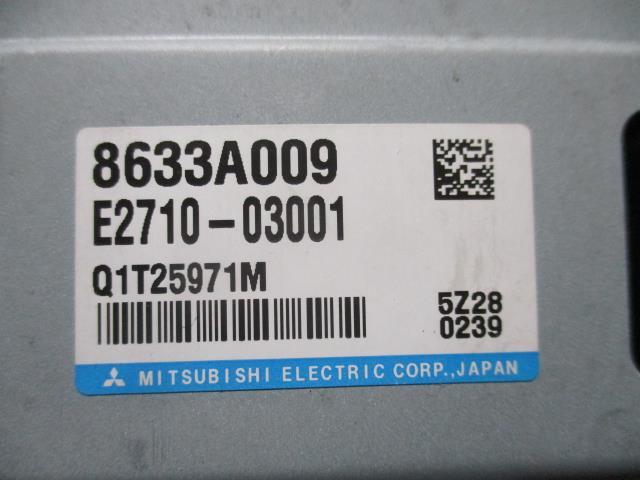 8633A009
E2710-03001
Q1T25971M
5Z28
0239
MITSUBISHI ELECTRIC CORP.,JAPAN